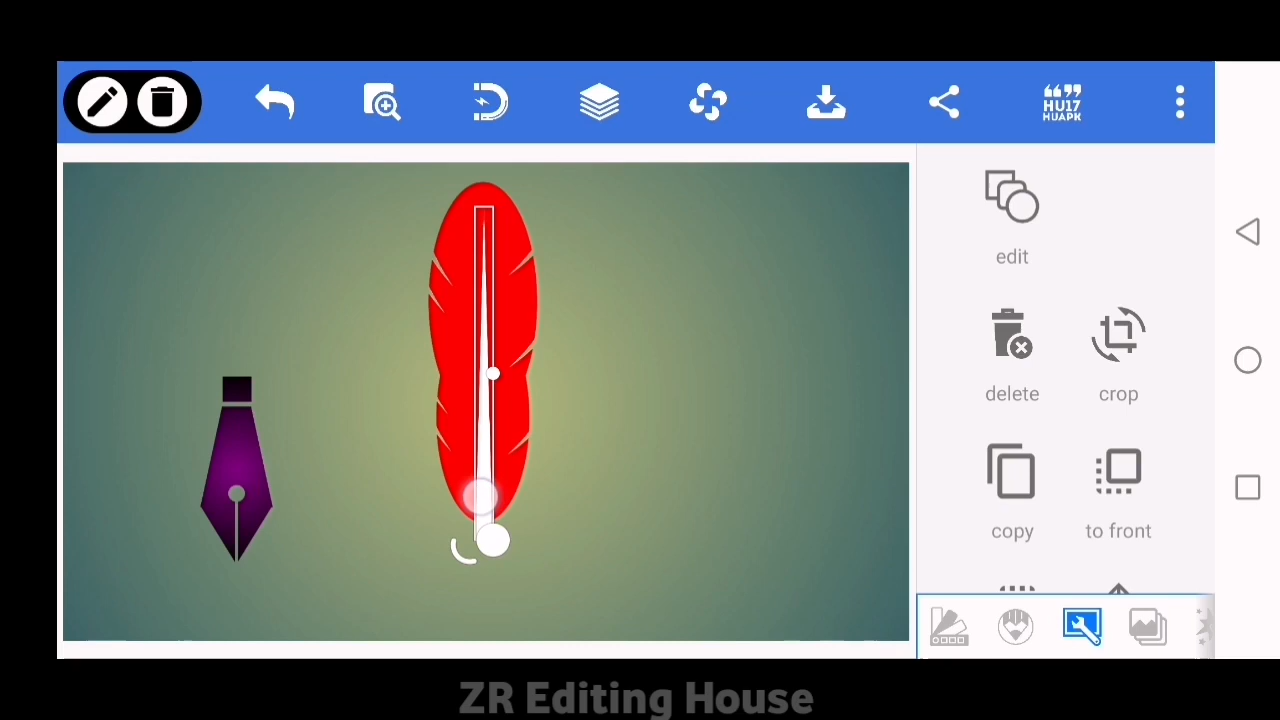 HU17
HUAPK
edit
delete
crop
copy
to front
ZR Editing House